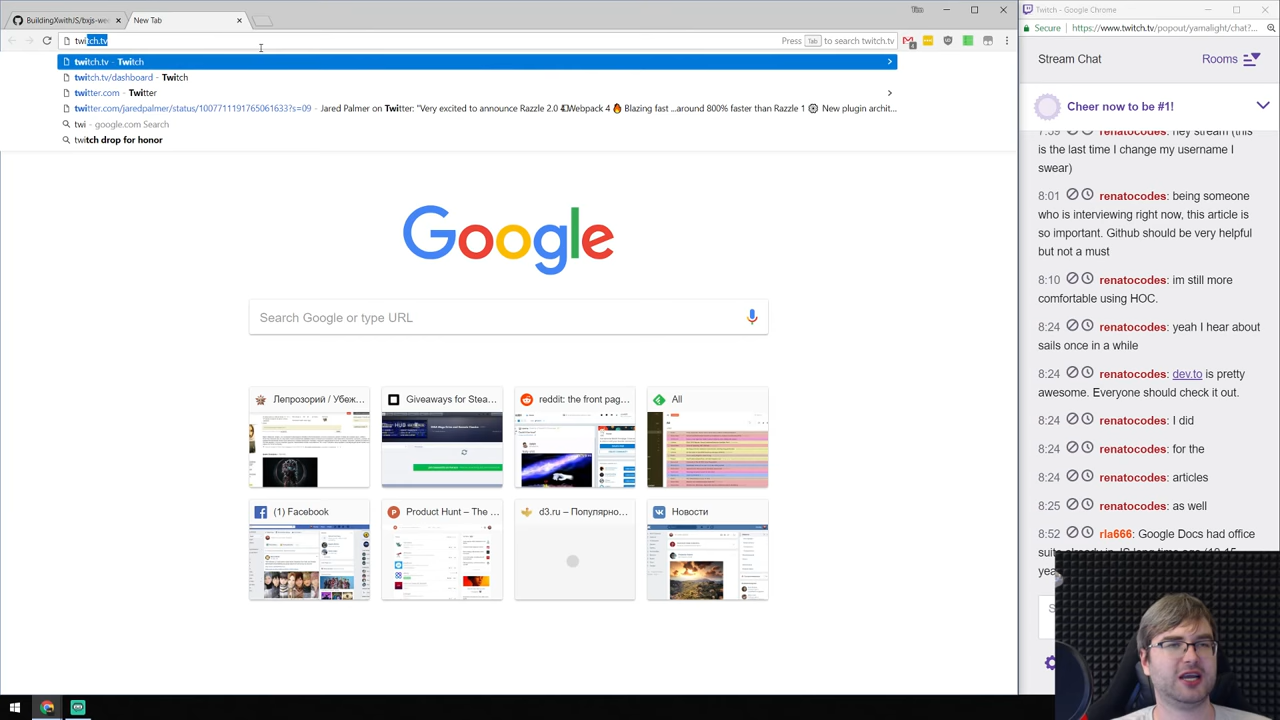 BuildingXwithJS/bxjs-wee
New Tab
Tim
twitch.tv
Press Tab to search twitch.tv
twitch.tv - Twitch
twitch.tv/dashboard - Twitch
twitter.com - Twitter
twitter.com/jaredpalmer/status/1007711191765061633?s=09 - Jared Palmer on Twitter: "Very excited to announce Razzle 2.0 Webpack 4 🔥 Blazing fast ...around 800% faster than Razzle 1 New plugin archit...
twi - google.com Search
twitch drop for honor
Google
Search Google or type URL
Лепрозорий / Убеж...
Giveaways for Stea...
reddit: the front pag...
All
(1) Facebook
Product Hunt – The ...
d3.ru – Популярно...
Новости
Twitch - Google Chrome
Secure
https://www.twitch.tv/popout/yamalight/chat?...
Stream Chat
Rooms
Cheer now to be #1!
7:59 renatocodes: hey stream (this
is the last time I change my username I
swear)
8:01 renatocodes: being someone
who is interviewing right now, this article is
so important. Github should be very helpful
but not a must
8:10 renatocodes: im still more
comfortable using HOC.
8:24 renatocodes: yeah I hear about
sails once in a while
8:24 renatocodes: dev.to is pretty
awesome. Everyone should check it out.
8:24 renatocodes: I did
8:24 renatocodes: for the
8:24 renatocodes: articles
8:25 renatocodes: as well
8:52 rla666: Google Docs had office